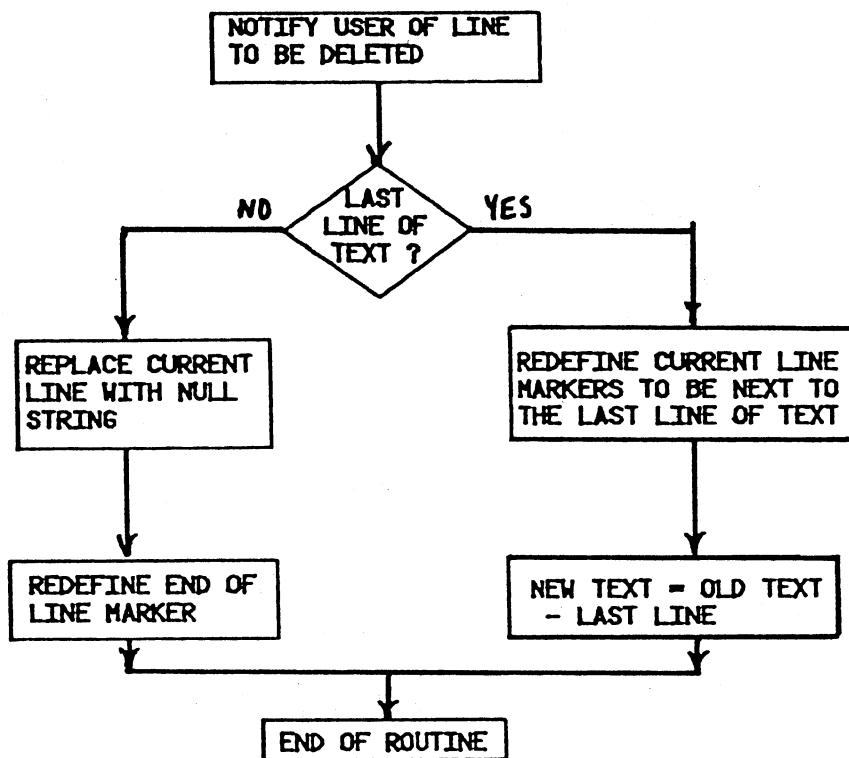 NOTIFY USER OF LINE
TO BE DELETED
LAST
LINE OF
TEXT ?
NO
YES
REPLACE CURRENT
LINE WITH NULL
STRING
REDEFINE CURRENT LINE
MARKERS TO BE NEXT TO
THE LAST LINE OF TEXT
REDEFINE END OF
LINE MARKER
NEW TEXT = OLD TEXT
- LAST LINE
END OF ROUTINE